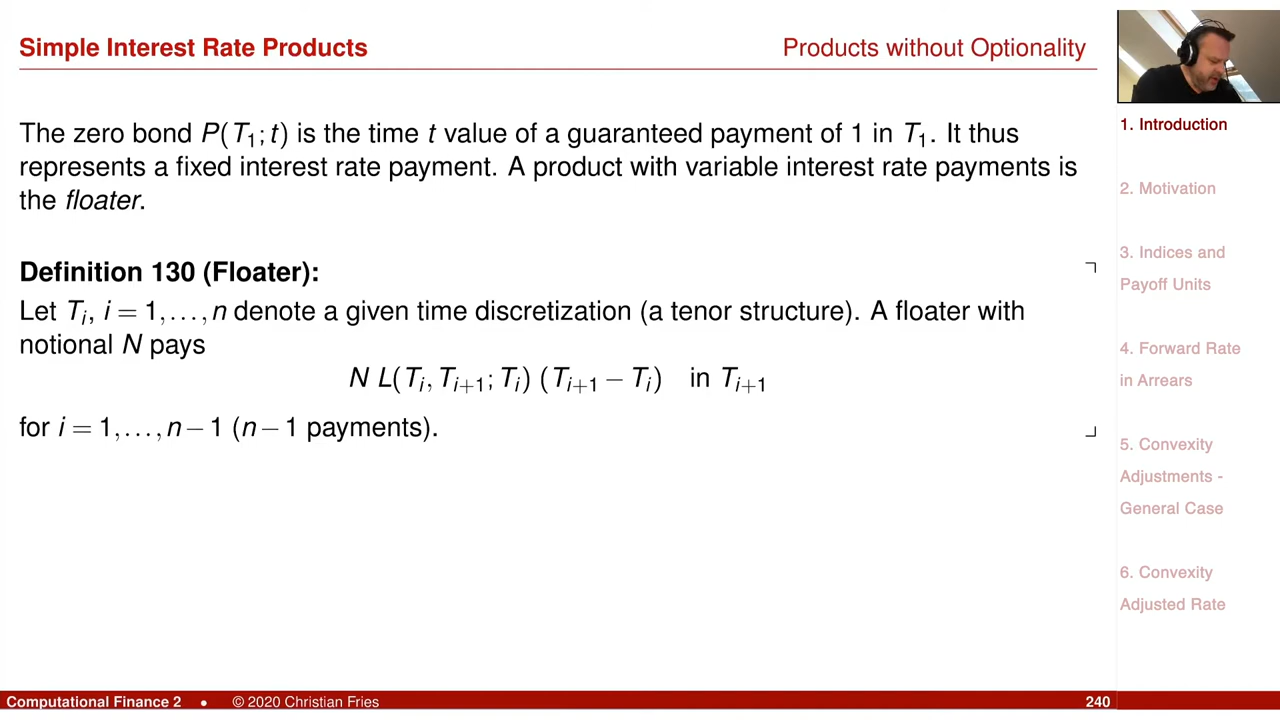 Simple Interest Rate Products
Products without Optionality
The zero bond P(T₁; t) is the time t value of a guaranteed payment of 1 in T₁. It thus
represents a fixed interest rate payment. A product with variable interest rate payments is
the floater.
Definition 130 (Floater):
Let Tᵢ, i = 1,...,n denote a given time discretization (a tenor structure). A floater with
notional N pays
N L(Tᵢ, Tᵢ₊₁; Tᵢ) (Tᵢ₊₁ − Tᵢ) in Tᵢ₊₁
for i = 1,...,n − 1 (n − 1 payments).
1. Introduction
2. Motivation
3. Indices and
Payoff Units
4. Forward Rate
in Arrears
5. Convexity
Adjustments -
General Case
6. Convexity
Adjusted Rate
Computational Finance 2 • © 2020 Christian Fries
240